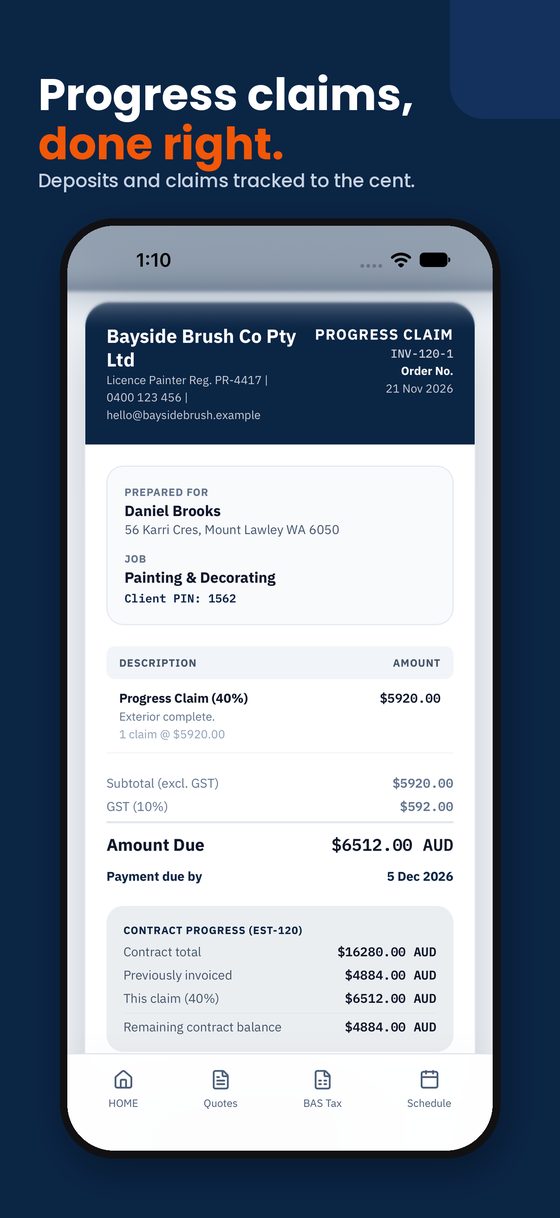 Progress claims,
done right.
Deposits and claims tracked to the cent.
1:10
Bayside Brush Co Pty
Ltd
Licence Painter Reg. PR-4417 |
0400 123 456 |
hello@baysidebrush.example
PROGRESS CLAIM
INV-120-1
Order No.
21 Nov 2026
PREPARED FOR
Daniel Brooks
56 Karri Cres, Mount Lawley WA 6050
JOB
Painting & Decorating
Client PIN: 1562
DESCRIPTION AMOUNT
Progress Claim (40%) $5920.00
Exterior complete.
1 claim @ $5920.00
Subtotal (excl. GST) $5920.00
GST (10%) $592.00
Amount Due $6512.00 AUD
Payment due by 5 Dec 2026
CONTRACT PROGRESS (EST-120)
Contract total $16280.00 AUD
Previously invoiced $4884.00 AUD
This claim (40%) $6512.00 AUD
Remaining contract balance $4884.00 AUD
HOME Quotes BAS Tax Schedule